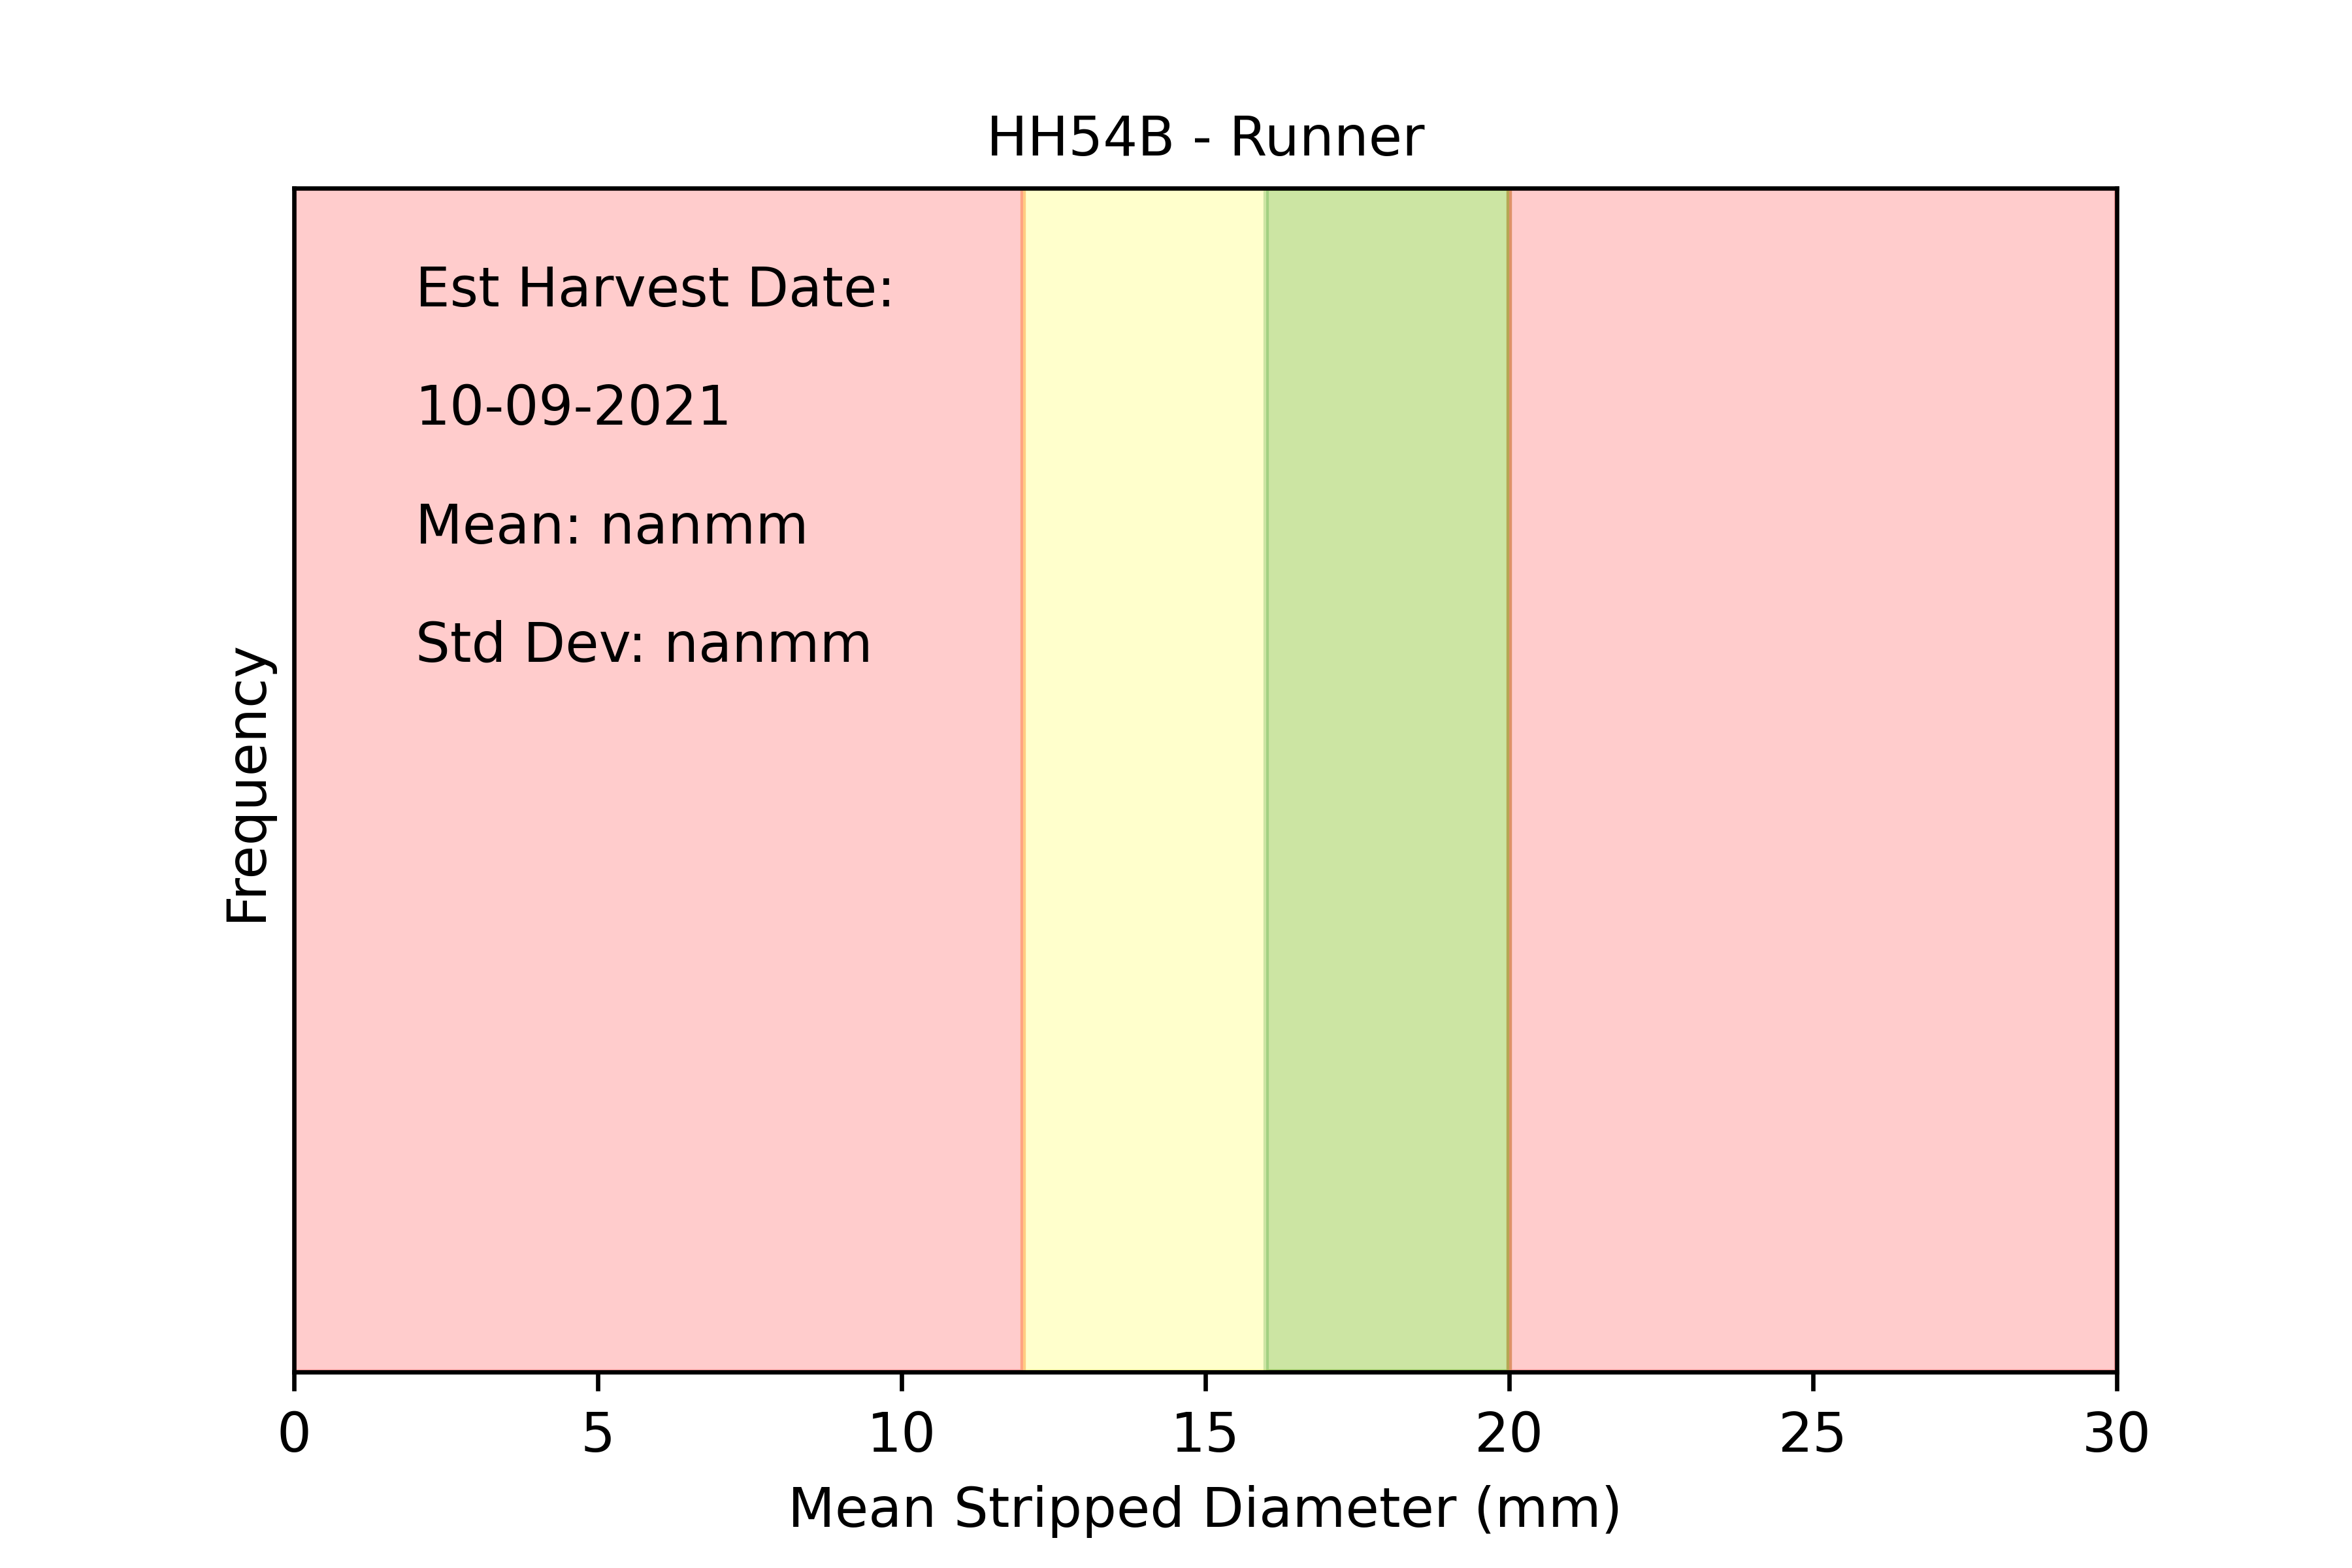 HH54B - Runner
Est Harvest Date:
10-09-2021
Mean: nanmm
Std Dev: nanmm
Frequency
0 5 10 15 20 25 30
Mean Stripped Diameter (mm)